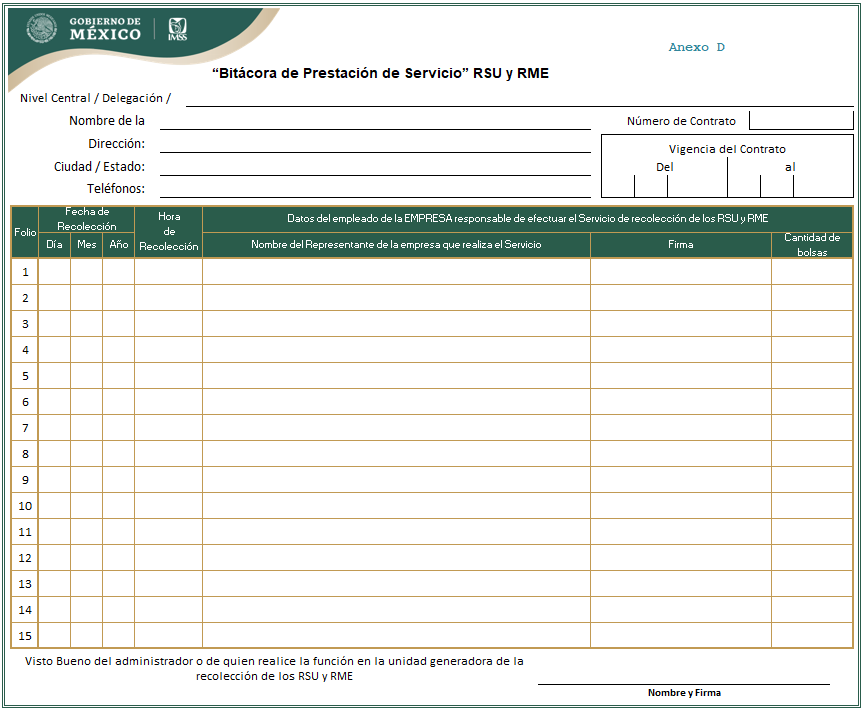 GOBIERNO DE
MÉXICO
IMSS
Anexo D
“Bitácora de Prestación de Servicio” RSU y RME
Nivel Central / Delegación /
Nombre de la
Número de Contrato
Dirección:
Vigencia del Contrato
Ciudad / Estado:
Del al
Teléfonos:
Folio
Fecha de
Recolección
Hora
de
Recolección
Datos del empleado de la EMPRESA responsable de efectuar el Servicio de recolección de los RSU y RME
Día Mes Año
Nombre del Representante de la empresa que realiza el Servicio
Firma
Cantidad de
bolsas
1
2
3
4
5
6
7
8
9
10
11
12
13
14
15
Visto Bueno del administrador o de quien realice la función en la unidad generadora de la
recolección de los RSU y RME
Nombre y Firma